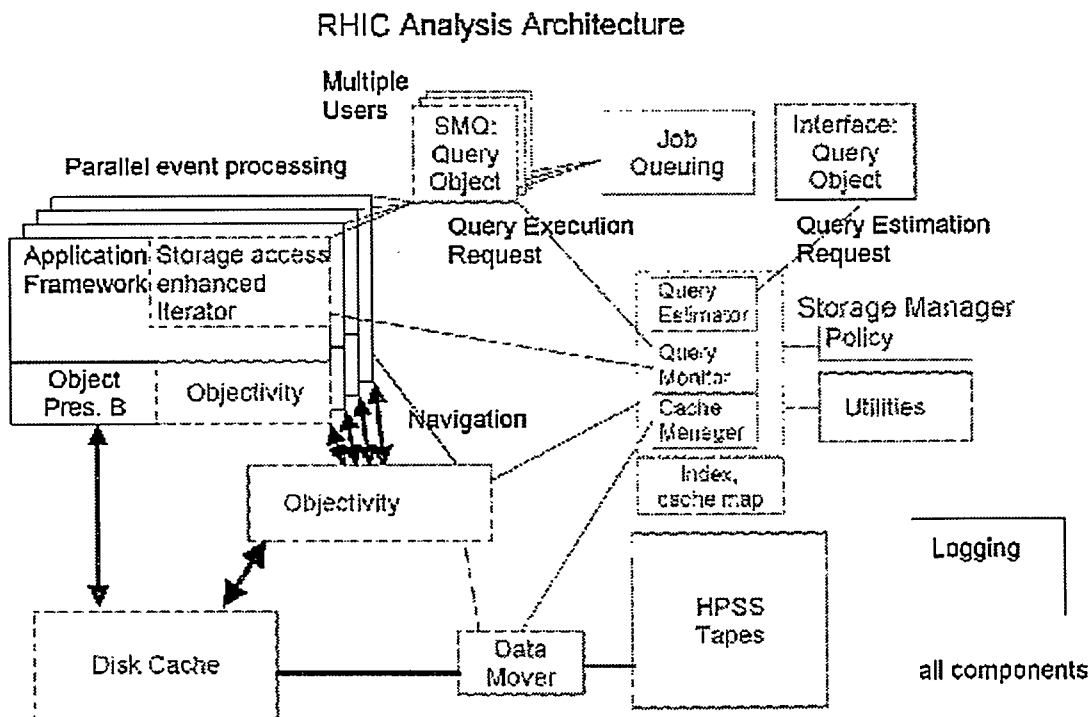 RHIC Analysis Architecture
Multiple
Users
SMQ:
Query
Object
Job
Queuing
Interface:
Query
Object
Parallel event processing
Query Execution
Request
Query Estimation
Request
Application
Framework
Storage access
enhanced
Iterator
Query
Estimator
Storage Manager
Policy
Query
Monitor
Object
Pres. B
Objectivity
Navigation
Cache
Manager
Utilities
Index,
cache map
Objectivity
Logging
HPSS
Tapes
Disk Cache
Data
Mover
all components